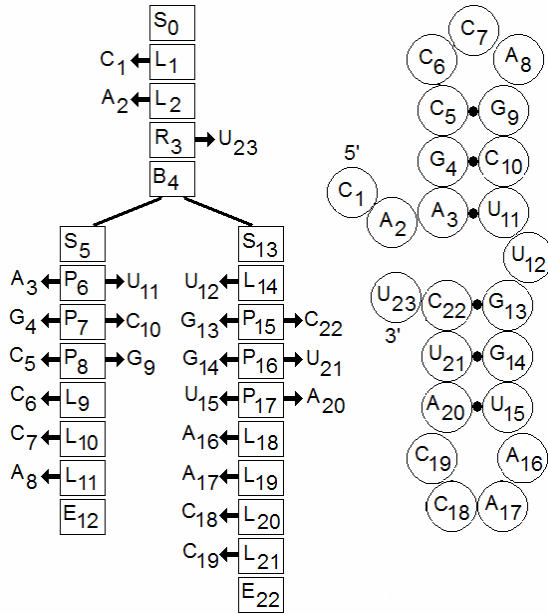 S0
C1 L1
A2 L2
R3 U23
B4
S5 S13
A3 P6 U11 U12 L14
G4 P7 C10 G13 P15 C22
C5 P8 G9 G14 P16 U21
C6 L9 U15 P17 A20
C7 L10 A16 L18
A8 L11 A17 L19
E12 C18 L20
C19 L21
E22
C7
C6 A8
C5 G9
5' G4 C10
C1 A2 A3 U11
U12
U23 C22 G13
3'
U21 G14
A20 U15
C19 A16
C18 A17